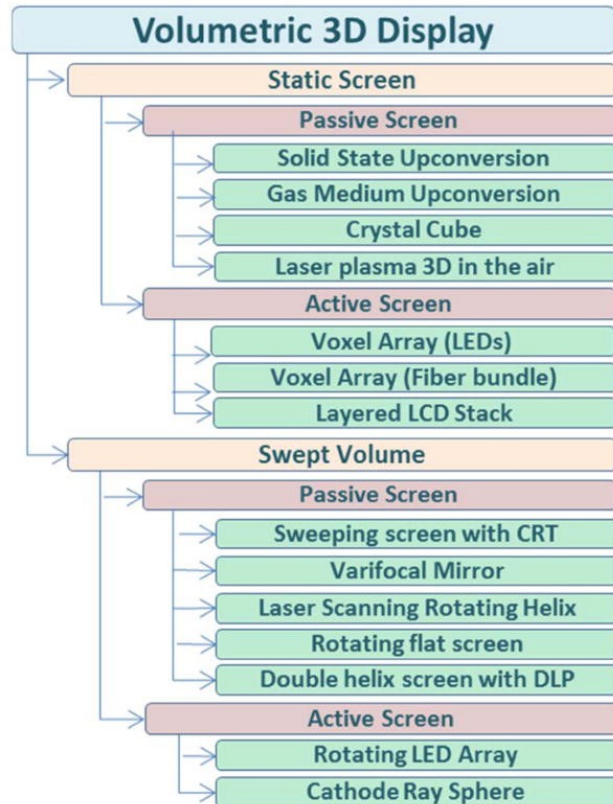 Volumetric 3D Display
Static Screen
Passive Screen
Solid State Upconversion
Gas Medium Upconversion
Crystal Cube
Laser plasma 3D in the air
Active Screen
Voxel Array (LEDs)
Voxel Array (Fiber bundle)
Layered LCD Stack
Swept Volume
Passive Screen
Sweeping screen with CRT
Varifocal Mirror
Laser Scanning Rotating Helix
Rotating flat screen
Double helix screen with DLP
Active Screen
Rotating LED Array
Cathode Ray Sphere